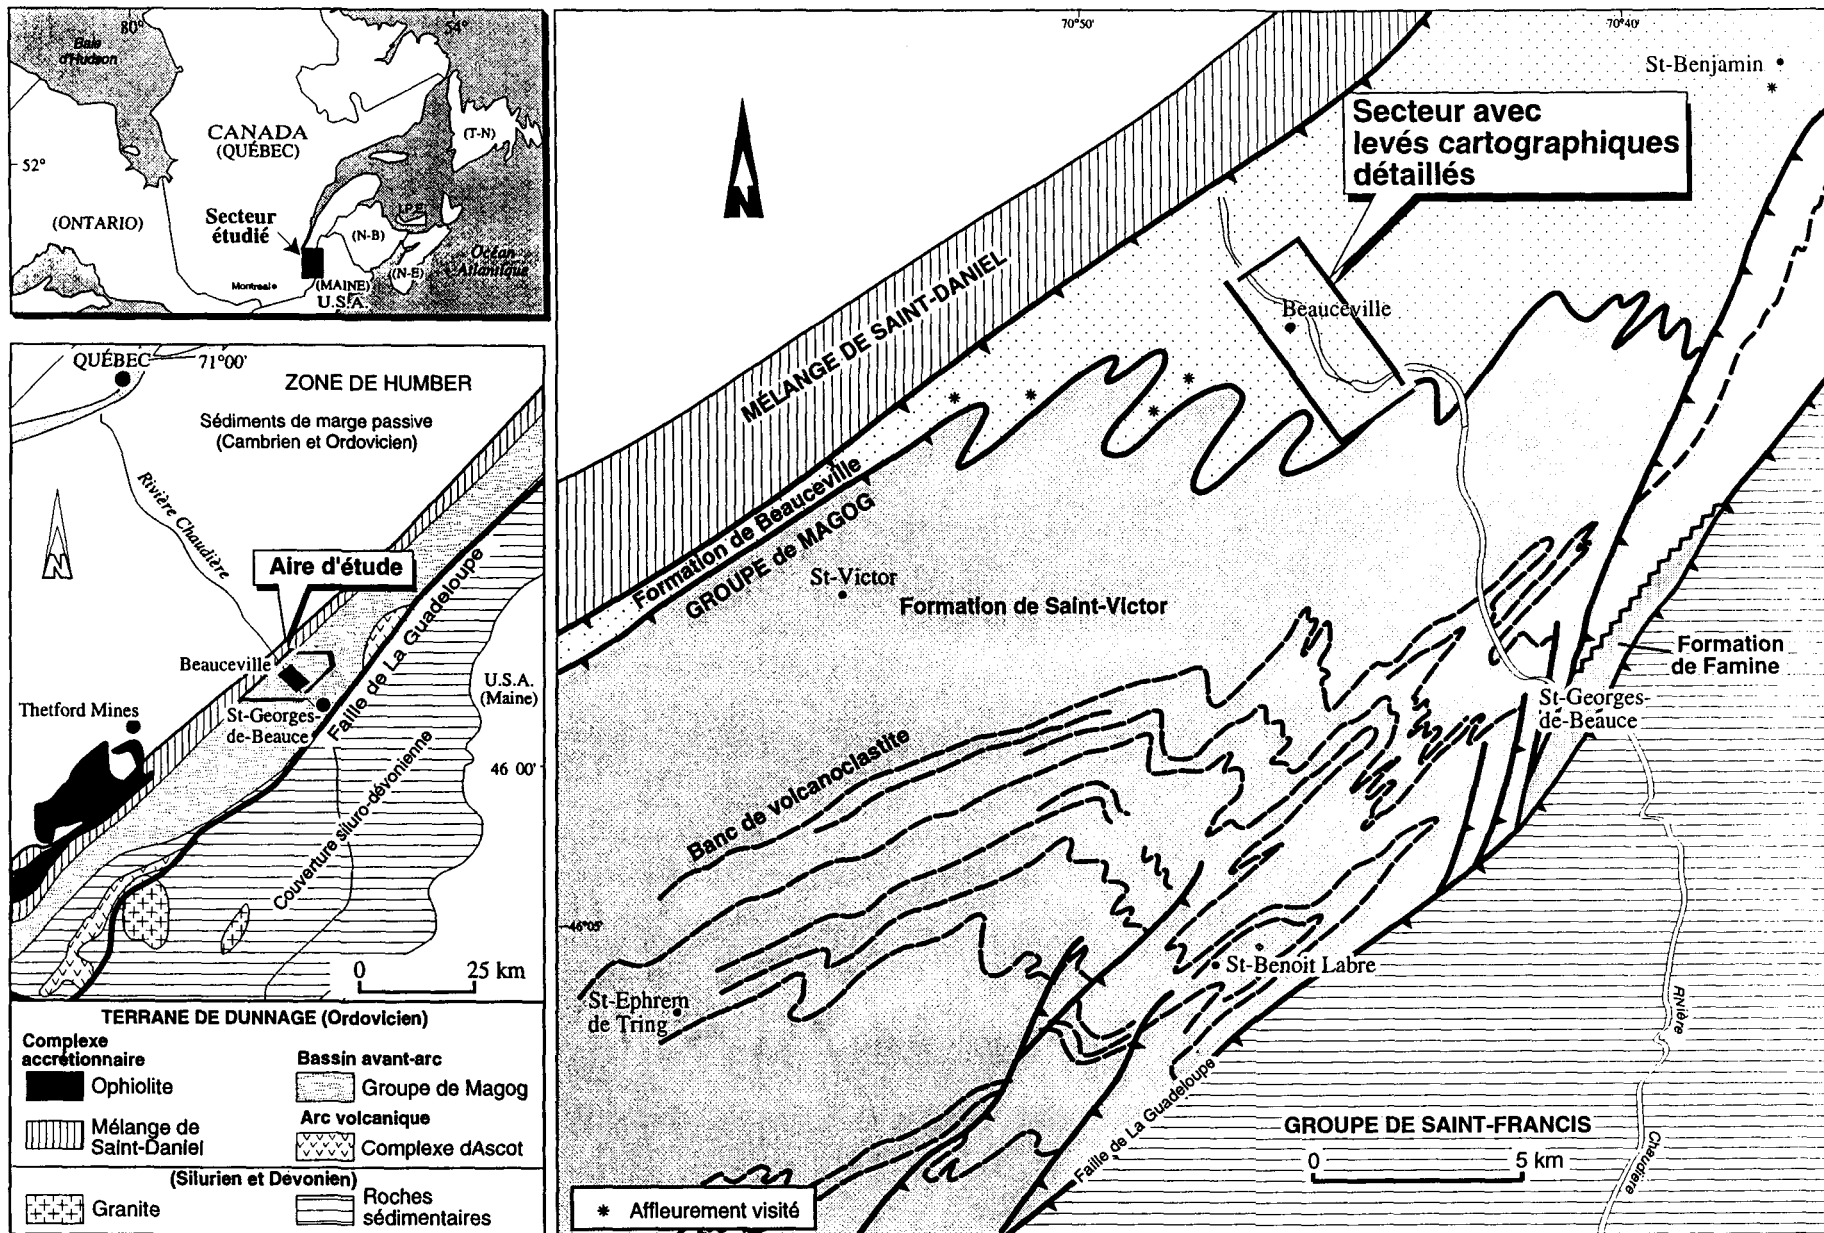 80°
54°
Baie
d'Hudson
52°
CANADA
(QUÉBEC)
(T-N)
(ONTARIO)
Secteur
étudié
I.P.E.
(N-B)
(N-E)
Océan
Atlantique
Montreal
(MAINE)
U.S.A.
QUÉBEC
71°00'
ZONE DE HUMBER
Sédiments de marge passive
(Cambrien et Ordovicien)
Rivière Chaudière
N
Aire d'étude
Beauceville
Thetford Mines
St-Georges-
de-Beauce
Faille de La Guadeloupe
U.S.A.
(Maine)
46 00'
Couverture siluro-dévonienne
0
25 km
TERRANE DE DUNNAGE (Ordovicien)
Complexe
accrétionnaire
Ophiolite
Mélange de
Saint-Daniel
Bassin avant-arc
Groupe de Magog
Arc volcanique
Complexe dAscot
(Silurien et Dévonien)
Granite
Roches
sédimentaires
70°50'
70°40'
St-Benjamin
N
Secteur avec
levés cartographiques
détaillés
MÉLANGE DE SAINT-DANIEL
Beauceville
Formation de Beauceville
GROUPE de MAGOG
St-Victor
Formation de Saint-Victor
Formation
de Famine
St-Georges-
de-Beauce
Banc de volcanoclastite
46°05'
St-Ephrem
de Tring
St-Benoit Labre
Rivière
Chaudière
Faille de La Guadeloupe
GROUPE DE SAINT-FRANCIS
0
5 km
* Affleurement visité